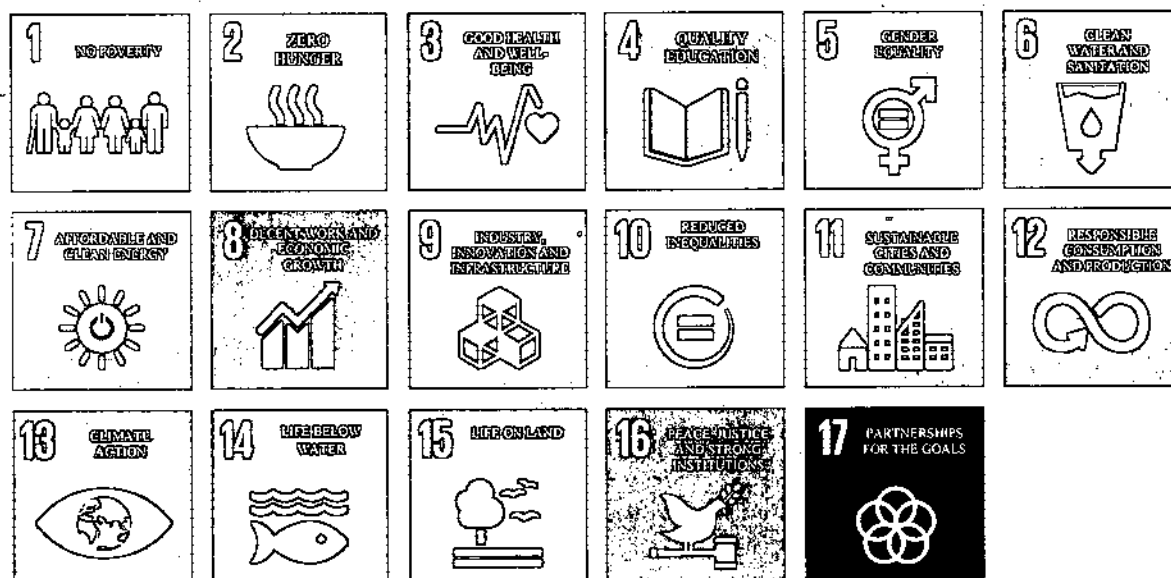 1 NO POVERTY
2 ZERO
HUNGER
3 GOOD HEALTH
AND WELL-
BEING
4 QUALITY
EDUCATION
5 GENDER
EQUALITY
6 CLEAN
WATER AND
SANITATION
7 AFFORDABLE AND
CLEAN ENERGY
8 DECENT WORK AND
ECONOMIC
GROWTH
9 INDUSTRY,
INNOVATION AND
INFRASTRUCTURE
10 REDUCED
INEQUALITIES
11 SUSTAINABLE
CITIES AND
COMMUNITIES
12 RESPONSIBLE
CONSUMPTION
AND PRODUCTION
13 CLIMATE
ACTION
14 LIFE BELOW
WATER
15 LIFE ON LAND
16 PEACE, JUSTICE
AND STRONG
INSTITUTIONS
17 PARTNERSHIPS
FOR THE GOALS